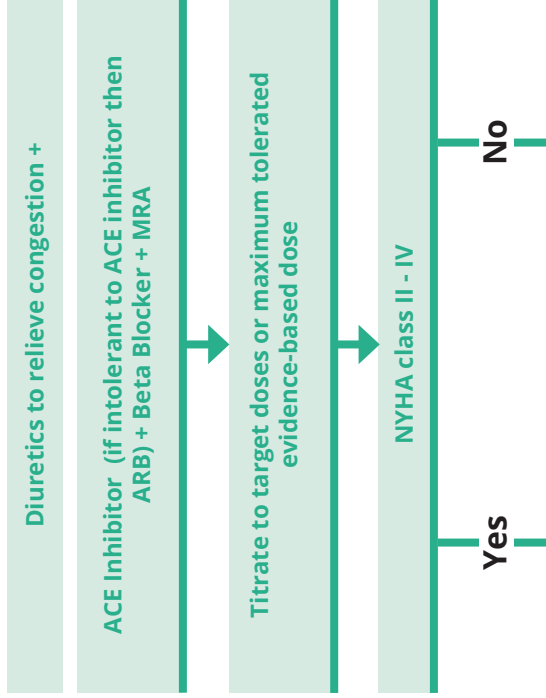 Diuretics to relieve congestion +
ACE Inhibitor (if intolerant to ACE inhibitor then
ARB) + Beta Blocker + MRA
Titrate to target doses or maximum tolerated
evidence-based dose
NYHA class II - IV
Yes
No